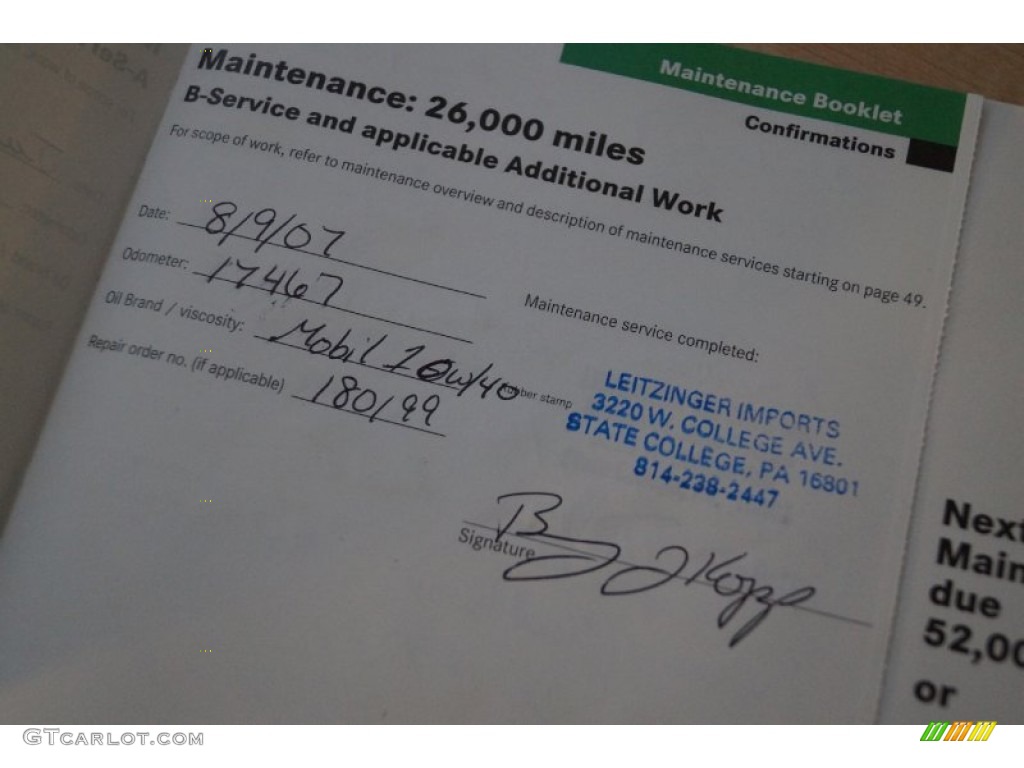 Maintenance Booklet
Confirmations
Maintenance: 26,000 miles
B-Service and applicable Additional Work
For scope of work, refer to maintenance overview and description of maintenance services starting on page 49.
Date: 8/9/07
Odometer: 17467
Oil Brand / viscosity: Mobil 1 0w/40
Repair order no. (if applicable) 180199
Maintenance service completed:
Rubber stamp
LEITZINGER IMPORTS
3220 W. COLLEGE AVE.
STATE COLLEGE, PA 16801
814-238-2447
Signature
Next
Main
due
52,00
or
GTCarLot.com